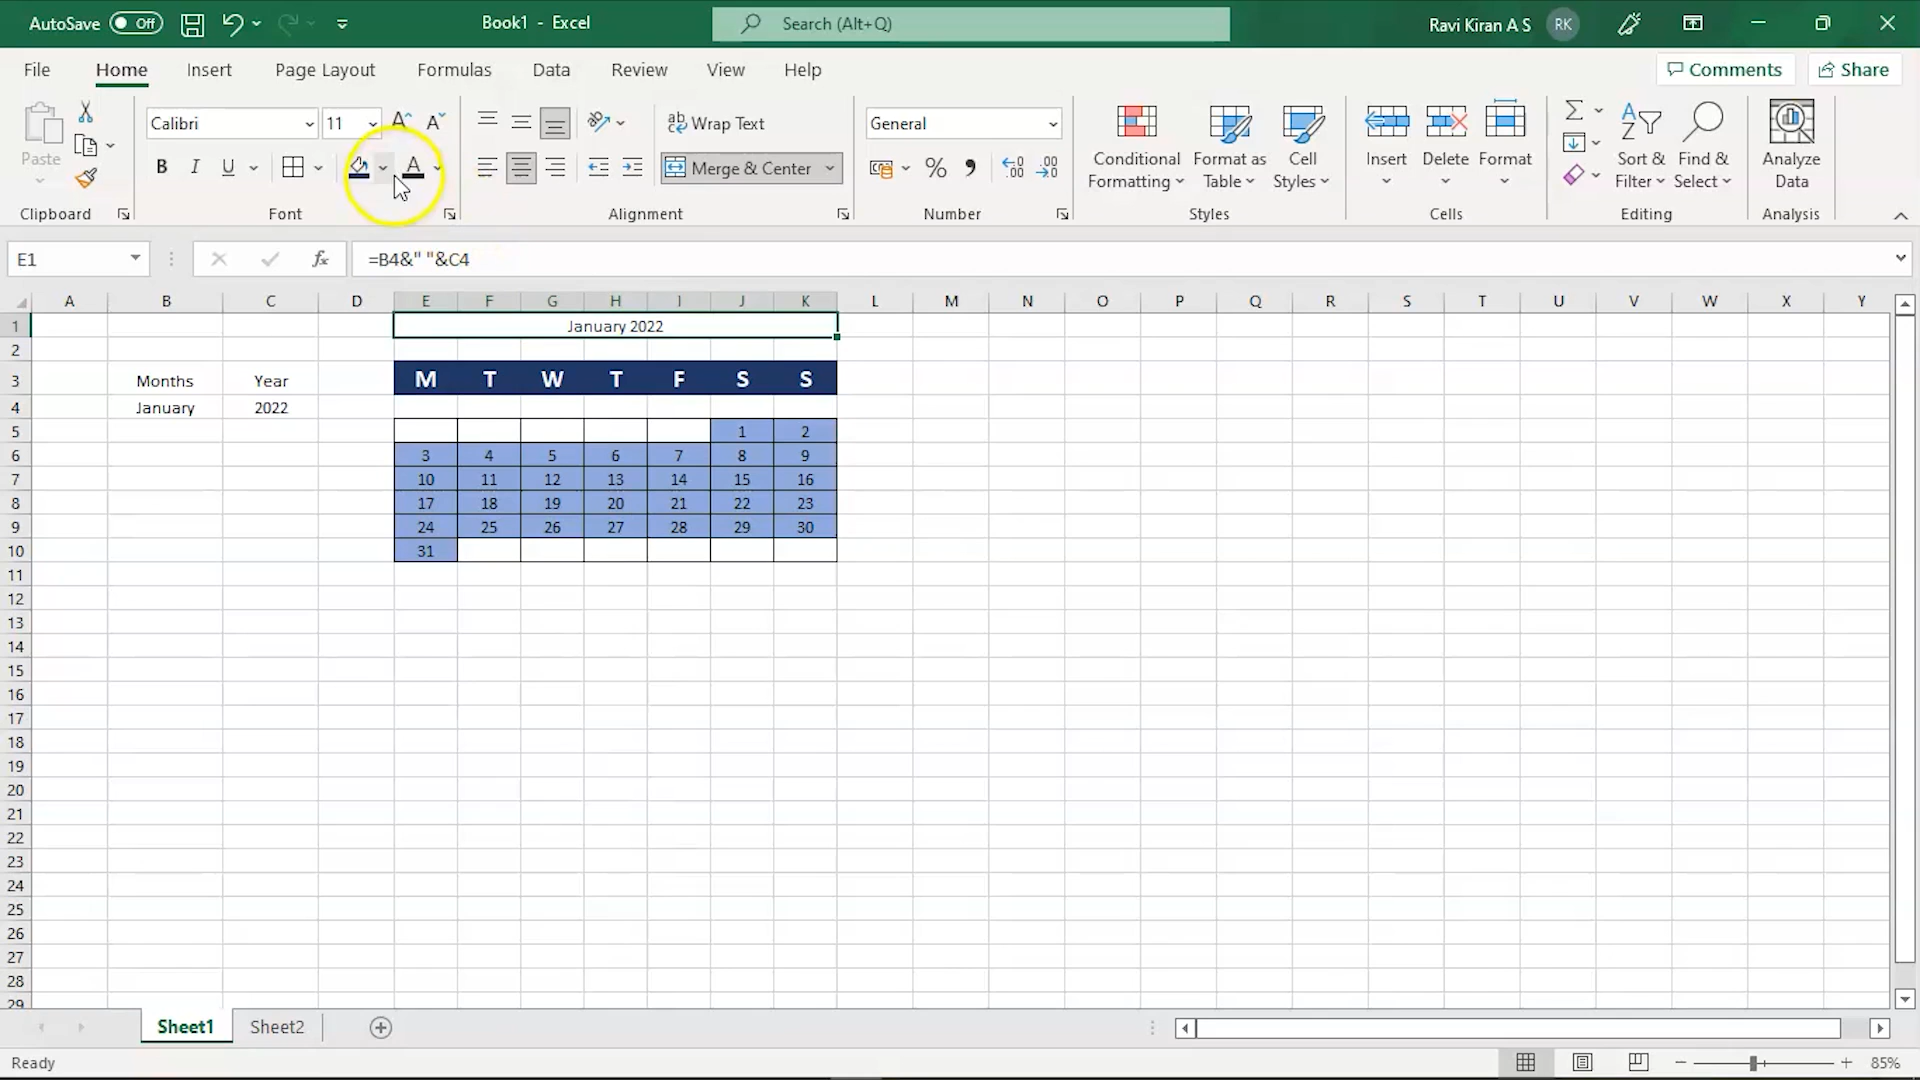 AutoSave Off Book1 - Excel Search (Alt+Q) Ravi Kiran A S RK
File Home Insert Page Layout Formulas Data Review View Help Comments Share
Paste Calibri 11 A A Wrap Text General Conditional Formatting Format as Table Cell Styles Insert Delete Format Sort & Filter Find & Select Analyze Data
B I U A Merge & Center % ,
Clipboard Font Alignment Number Styles Cells Editing Analysis
E1 fx =B4&" "&C4
A B C D E F G H I J K L M N O P Q R S T U V W X Y
1 January 2022
2
3 Months Year M T W T F S S
4 January 2022
5 1 2
6 3 4 5 6 7 8 9
7 10 11 12 13 14 15 16
8 17 18 19 20 21 22 23
9 24 25 26 27 28 29 30
10 31
11
12
13
14
15
16
17
18
19
20
21
22
23
24
25
26
27
28
29
Sheet1 Sheet2
Ready 85%